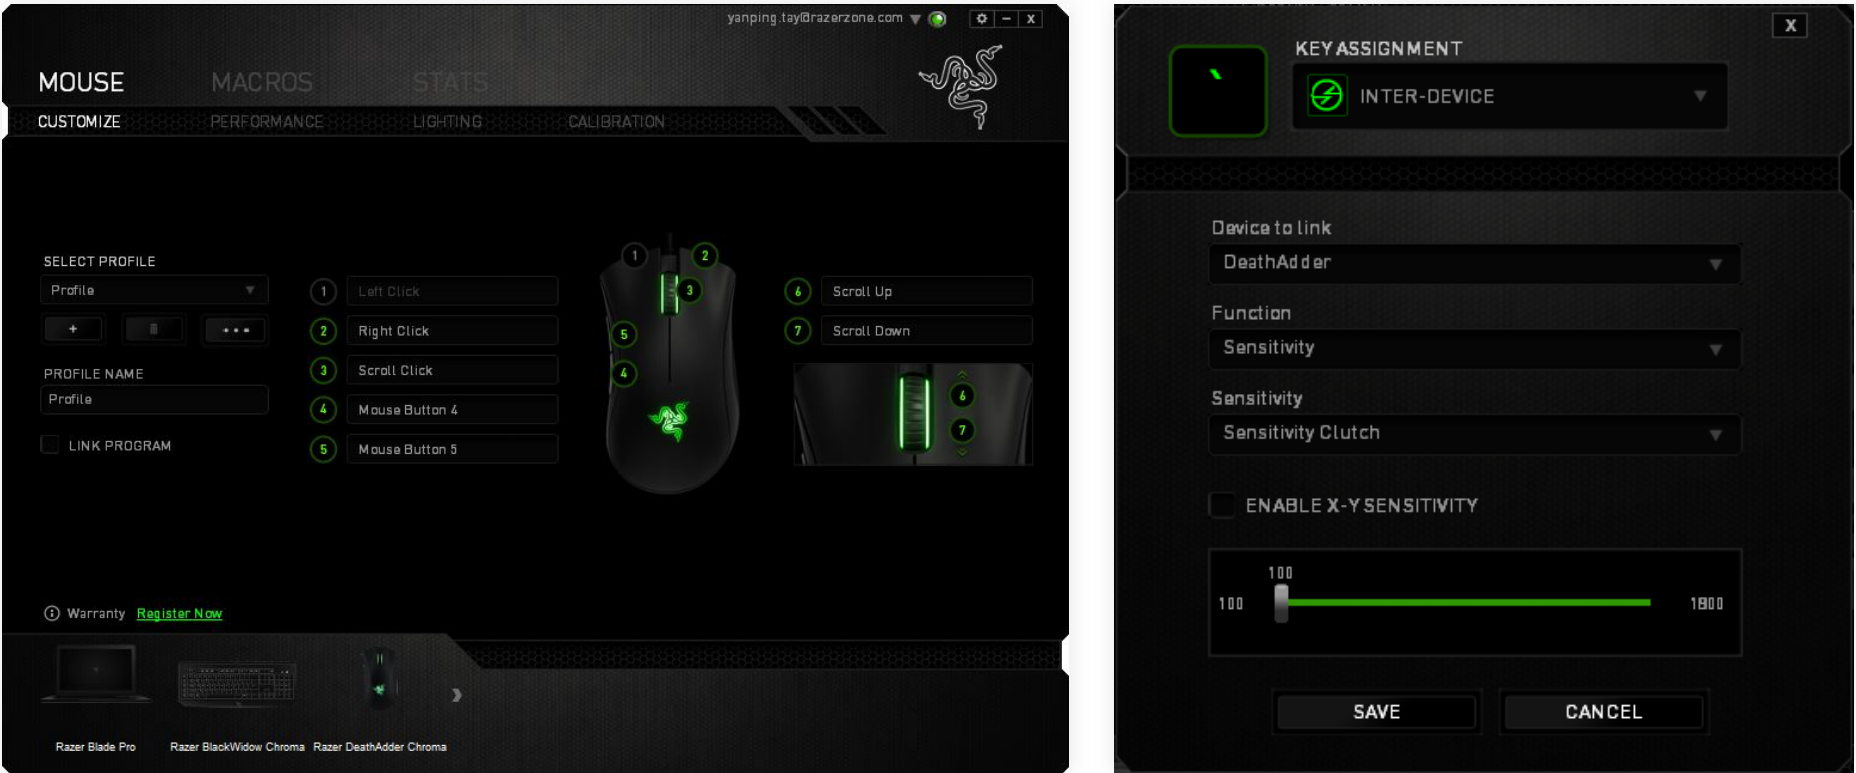 yanping.tay@razerzone.com
X
MOUSE
MACROS
STATS
CUSTOMIZE
PERFORMANCE
LIGHTING
CALIBRATION
SELECT PROFILE
Profile
+
PROFILE NAME
Profile
LINK PROGRAM
1 Left Click
2 Right Click
3 Scroll Click
4 Mouse Button 4
5 Mouse Button 5
1
2
3
5
4
6 Scroll Up
7 Scroll Down
6
7
Warranty Register Now
Razer Blade Pro
Razer BlackWidow Chroma
Razer DeathAdder Chroma
X
KEY ASSIGNMENT
`
INTER-DEVICE
Device to link
DeathAdder
Function
Sensitivity
Sensitivity
Sensitivity Clutch
ENABLE X-Y SENSITIVITY
100
100
1800
SAVE
CANCEL